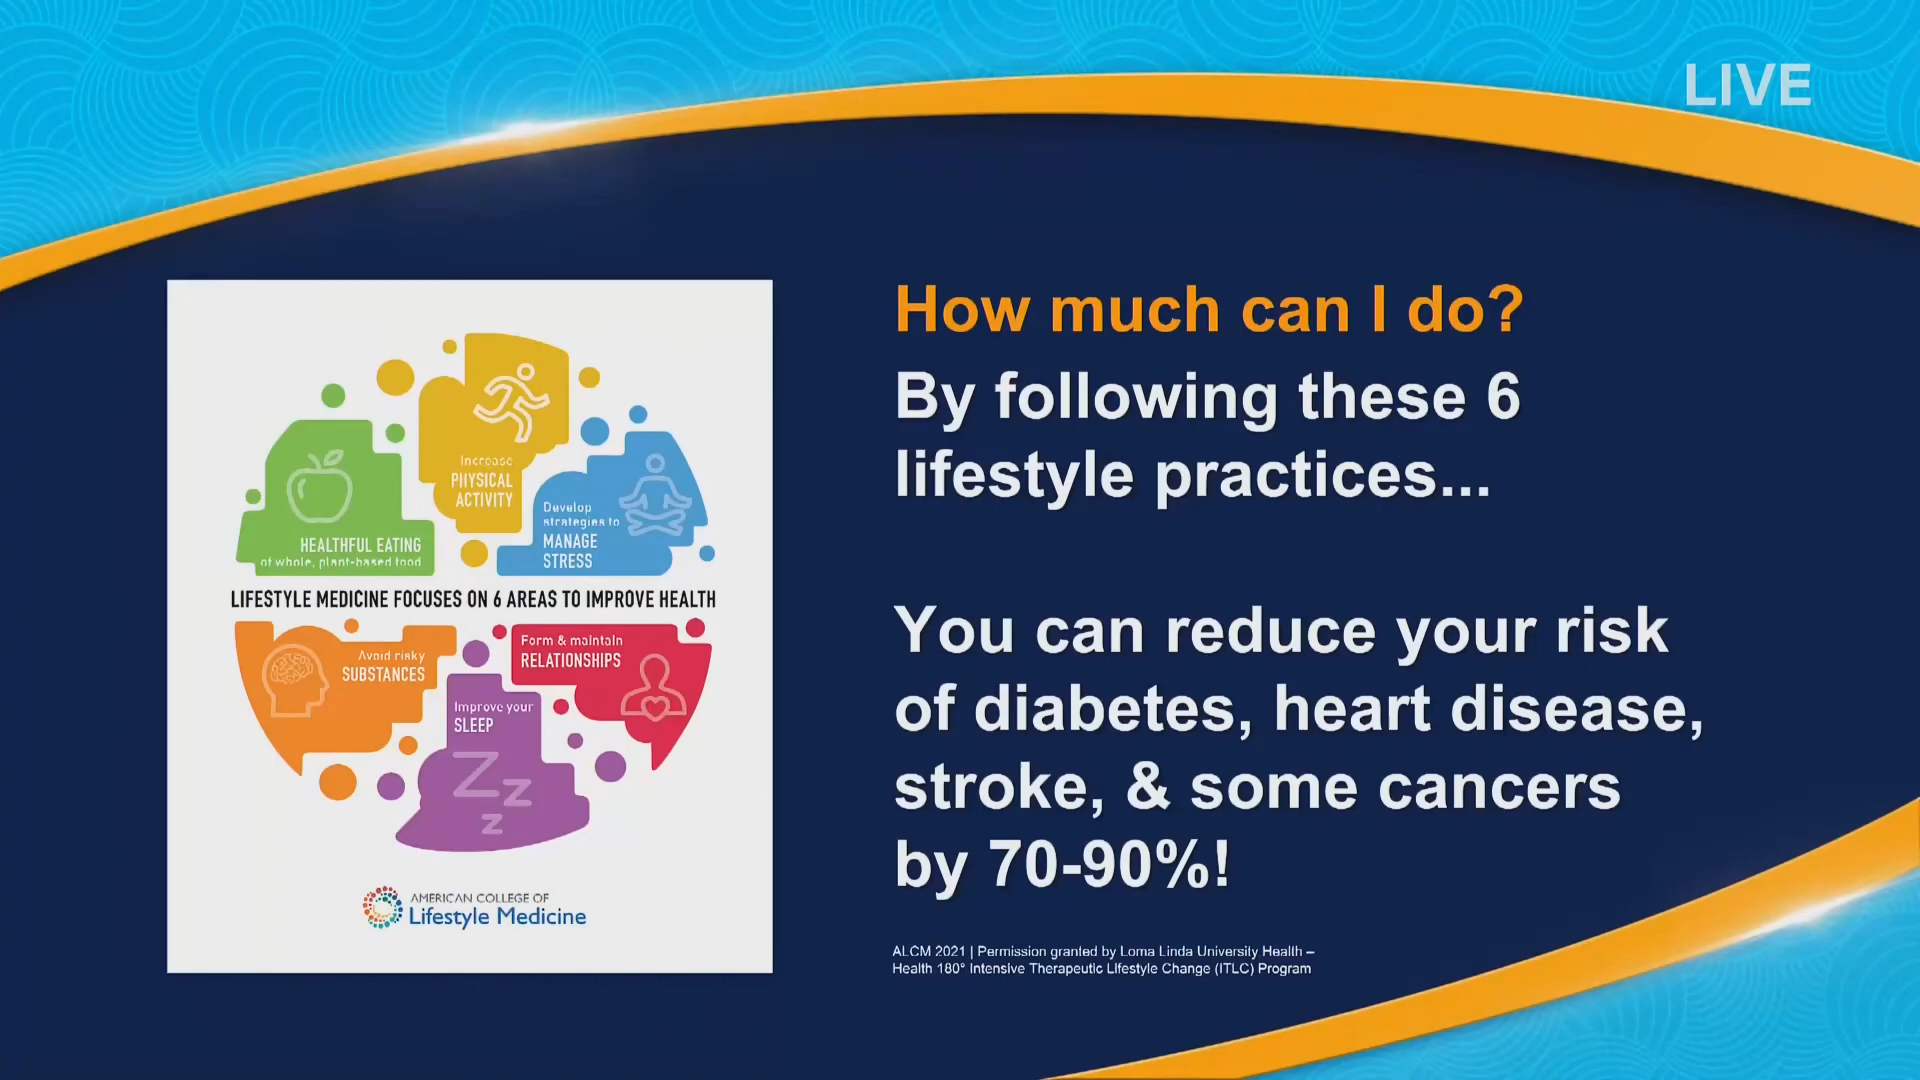 LIVE
How much can I do?
By following these 6
lifestyle practices...
You can reduce your risk
of diabetes, heart disease,
stroke, & some cancers
by 70-90%!
ALCM 2021 | Permission granted by Loma Linda University Health –
Health 180° Intensive Therapeutic Lifestyle Change (ITLC) Program
Increase
PHYSICAL
ACTIVITY
Develop
strategies to
MANAGE
STRESS
HEALTHFUL EATING
of whole, plant-based food
LIFESTYLE MEDICINE FOCUSES ON 6 AREAS TO IMPROVE HEALTH
Avoid risky
SUBSTANCES
Form & maintain
RELATIONSHIPS
Improve your
SLEEP
Zzz
AMERICAN COLLEGE OF
Lifestyle Medicine